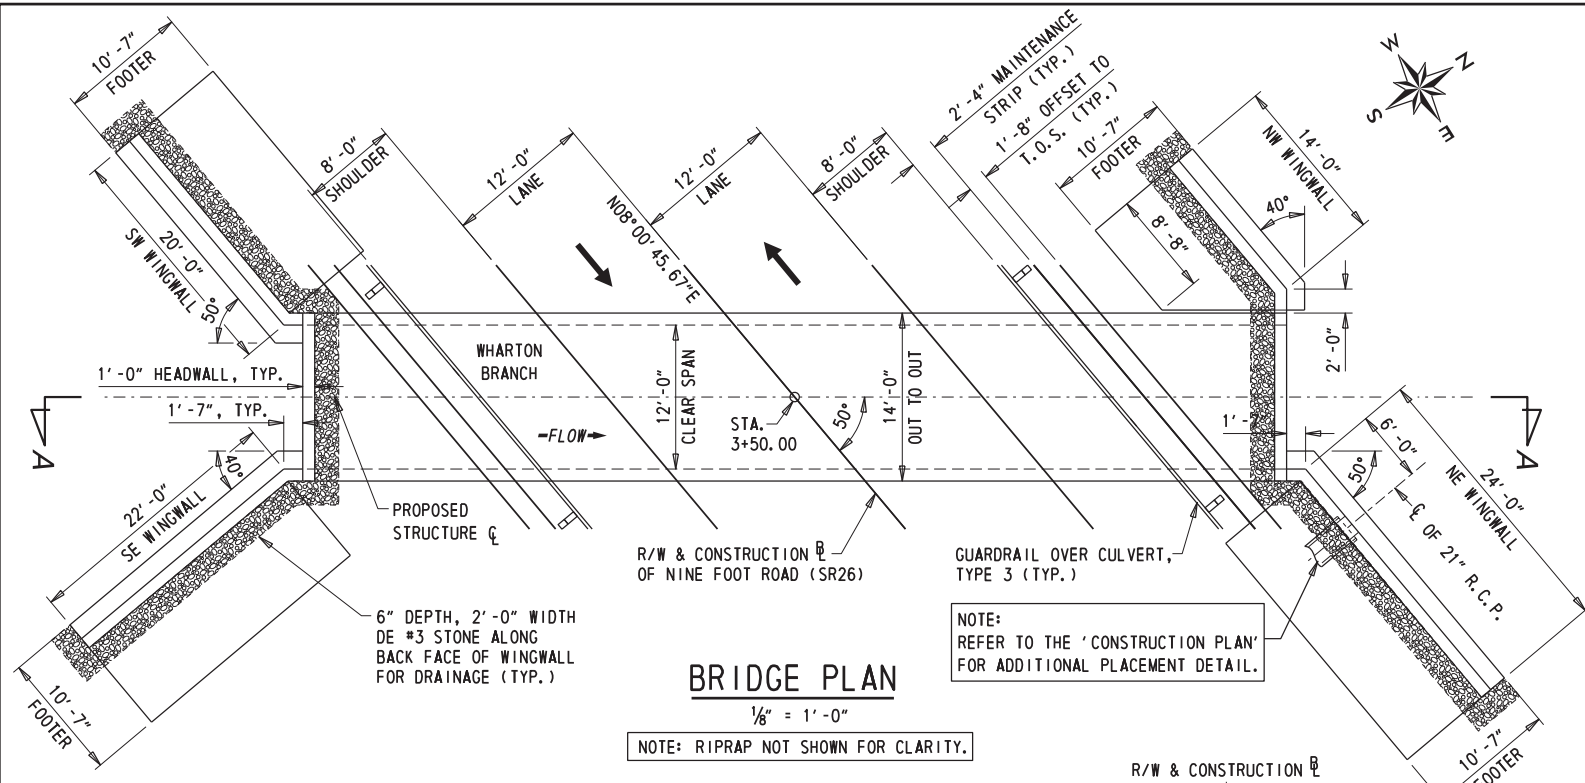 10'-7"
FOOTER
8'-0"
SHOULDER
12'-0"
LANE
N08°00'45.67"E
12'-0"
LANE
8'-0"
SHOULDER
2'-4" MAINTENANCE
STRIP (TYP.)
1'-8" OFFSET TO
T.O.S. (TYP.)
10'-7"
FOOTER
8'-8"
14'-0"
NW WINGWALL
40°
W
N
S
E
20'-0"
SW WINGWALL
50°
1'-0" HEADWALL, TYP.
1'-7", TYP.
40°
22'-0"
SE WINGWALL
WHARTON
BRANCH
FLOW
12'-0"
CLEAR SPAN
STA.
3+50.00
50°
14'-0"
OUT TO OUT
2'-0"
6'-0"
50°
24'-0"
NE WINGWALL
℄ OF 21" R.C.P.
A
A
PROPOSED
STRUCTURE ℄
R/W & CONSTRUCTION BL
OF NINE FOOT ROAD (SR26)
GUARDRAIL OVER CULVERT,
TYPE 3 (TYP.)
NOTE:
REFER TO THE 'CONSTRUCTION PLAN'
FOR ADDITIONAL PLACEMENT DETAIL.
6" DEPTH, 2'-0" WIDTH
DE #3 STONE ALONG
BACK FACE OF WINGWALL
FOR DRAINAGE (TYP.)
10'-7"
FOOTER
BRIDGE PLAN
⅛" = 1'-0"
NOTE: RIPRAP NOT SHOWN FOR CLARITY.
10'-7"
FOOTER
R/W & CONSTRUCTION BL